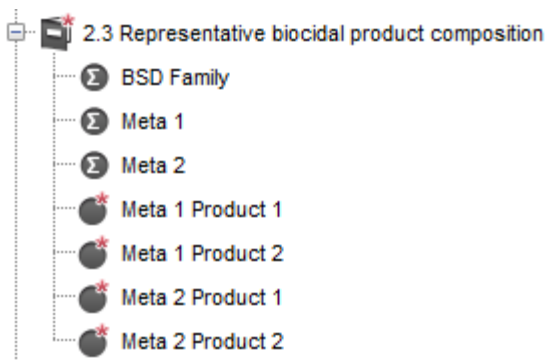 2.3 Representative biocidal product composition
Σ BSD Family
Σ Meta 1
Σ Meta 2
Meta 1 Product 1
Meta 1 Product 2
Meta 2 Product 1
Meta 2 Product 2